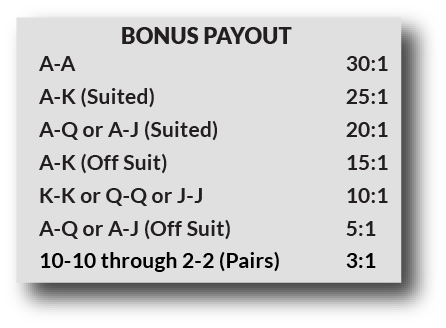 BONUS PAYOUT
A-A 30:1
A-K (Suited) 25:1
A-Q or A-J (Suited) 20:1
A-K (Off Suit) 15:1
K-K or Q-Q or J-J 10:1
A-Q or A-J (Off Suit) 5:1
10-10 through 2-2 (Pairs) 3:1